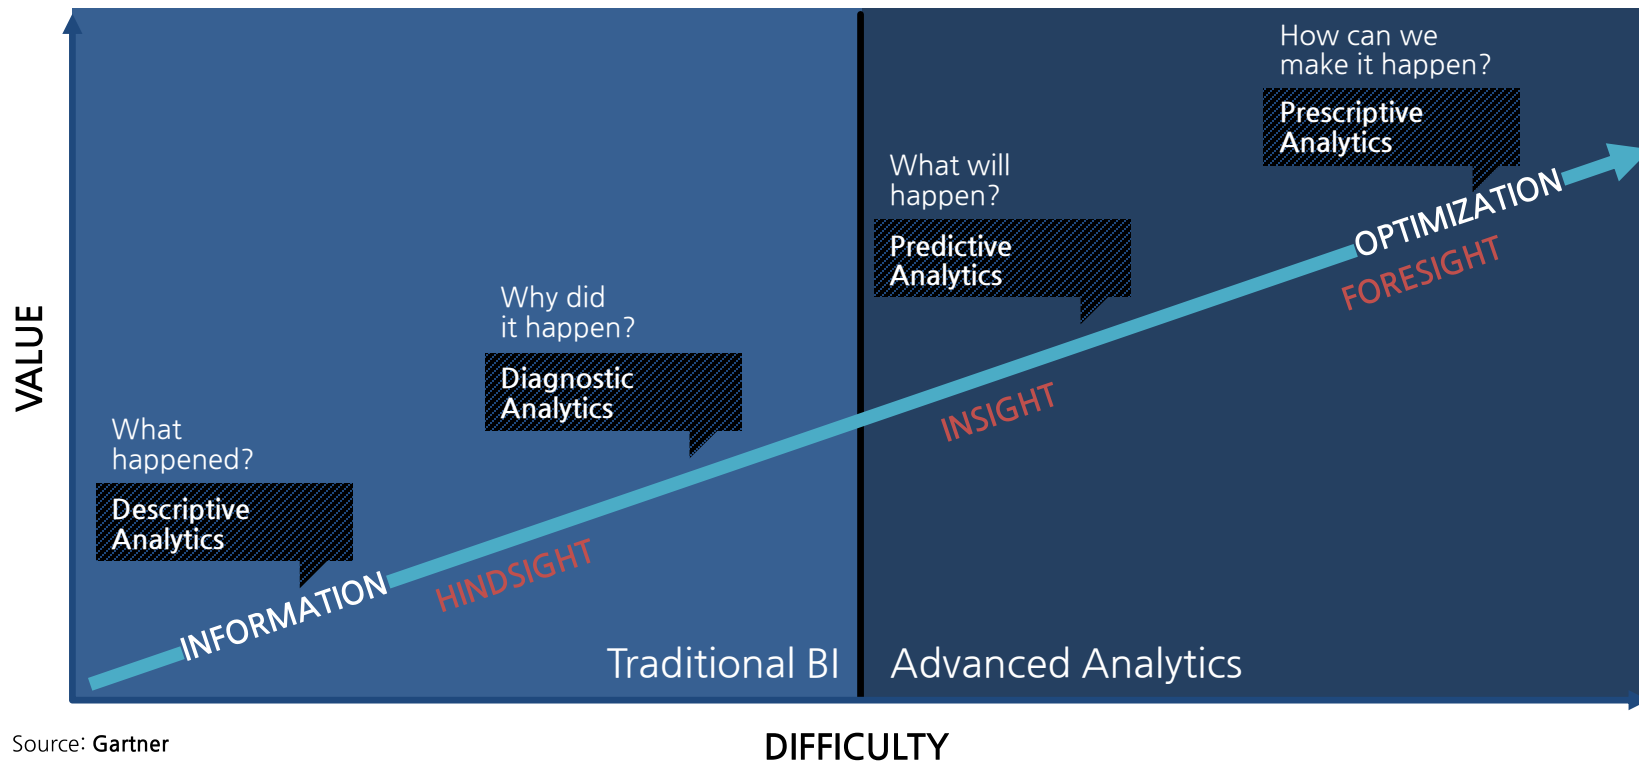 How can we
make it happen?
Prescriptive
Analytics
What will
happen?
Predictive
Analytics
OPTIMIZATION
FORESIGHT
Why did
it happen?
Diagnostic
Analytics
INSIGHT
What
happened?
Descriptive
Analytics
INFORMATION
HINDSIGHT
VALUE
Traditional BI
Advanced Analytics
Source: Gartner
DIFFICULTY